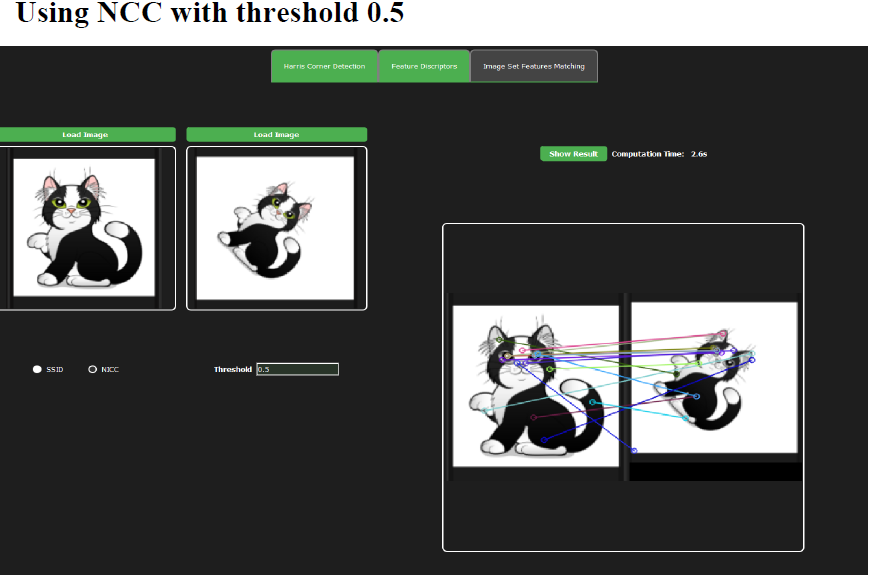 Using NCC with threshold 0.5
Harris Corner Detection
Feature Discriptors
Image Set Features Matching
Load Image
Load Image
Show Result
Computation Time: 2.6s
SSID
NICC
Threshold
0.5